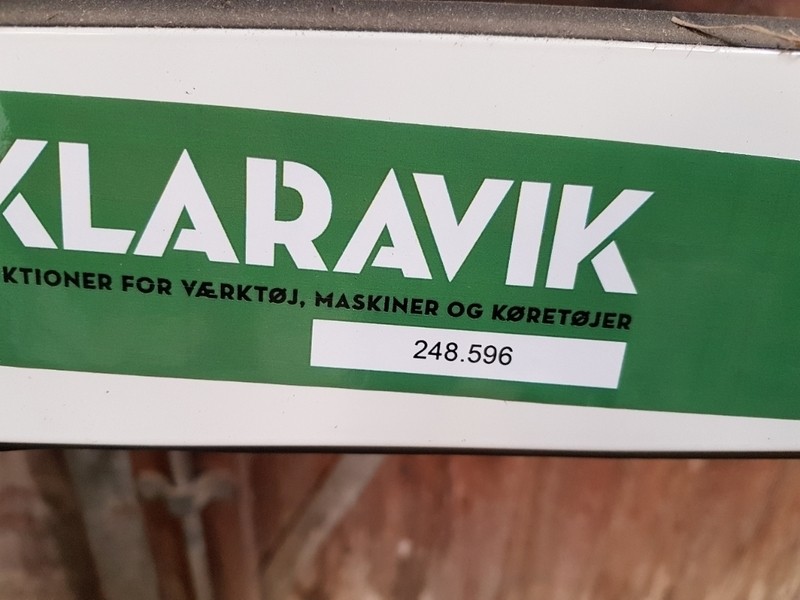 KLARAVIK
KTIONER FOR VÆRKTØJ, MASKINER OG KØRETØJER
248.596